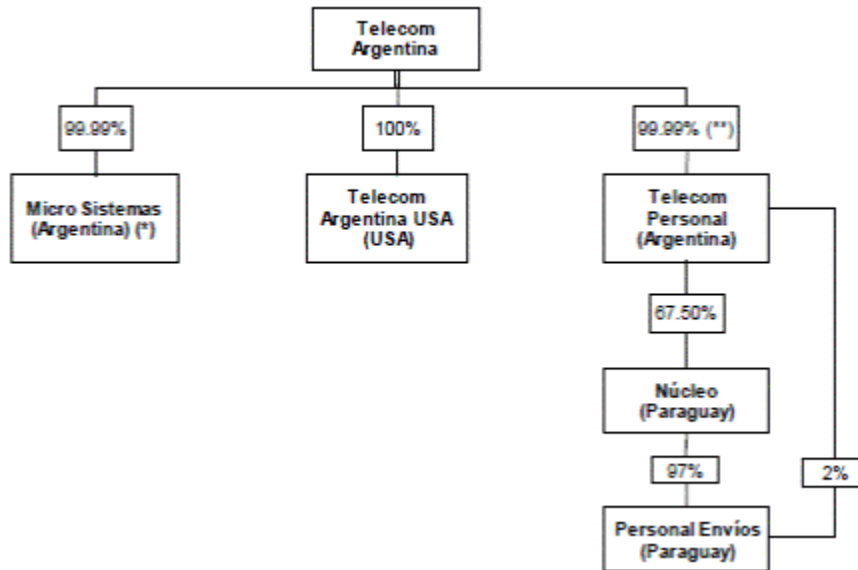 Telecom
Argentina
99.99%
100%
99.99% (**)
Micro Sistemas
(Argentina) (*)
Telecom
Argentina USA
(USA)
Telecom
Personal
(Argentina)
67.50%
Núcleo
(Paraguay)
97%
2%
Personal Envíos
(Paraguay)